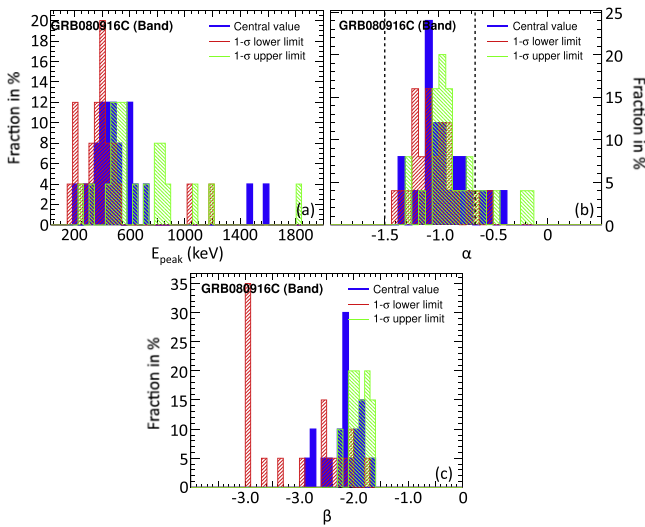 GRB080916C (Band)
Central value
1-σ lower limit
1-σ upper limit
Fraction in %
20
18
16
14
12
10
8
6
4
2
0
200 600 1000 1400 1800
E_peak (keV)
(a)
GRB080916C (Band)
Central value
1-σ lower limit
1-σ upper limit
Fraction in %
25
20
15
10
5
0
-1.5 -1.0 -0.5 0
α
(b)
GRB080916C (Band)
Central value
1-σ lower limit
1-σ upper limit
Fraction in %
35
30
25
20
15
10
5
0
-3.0 -3.0 -2.0 -1.0 0
β
(c)